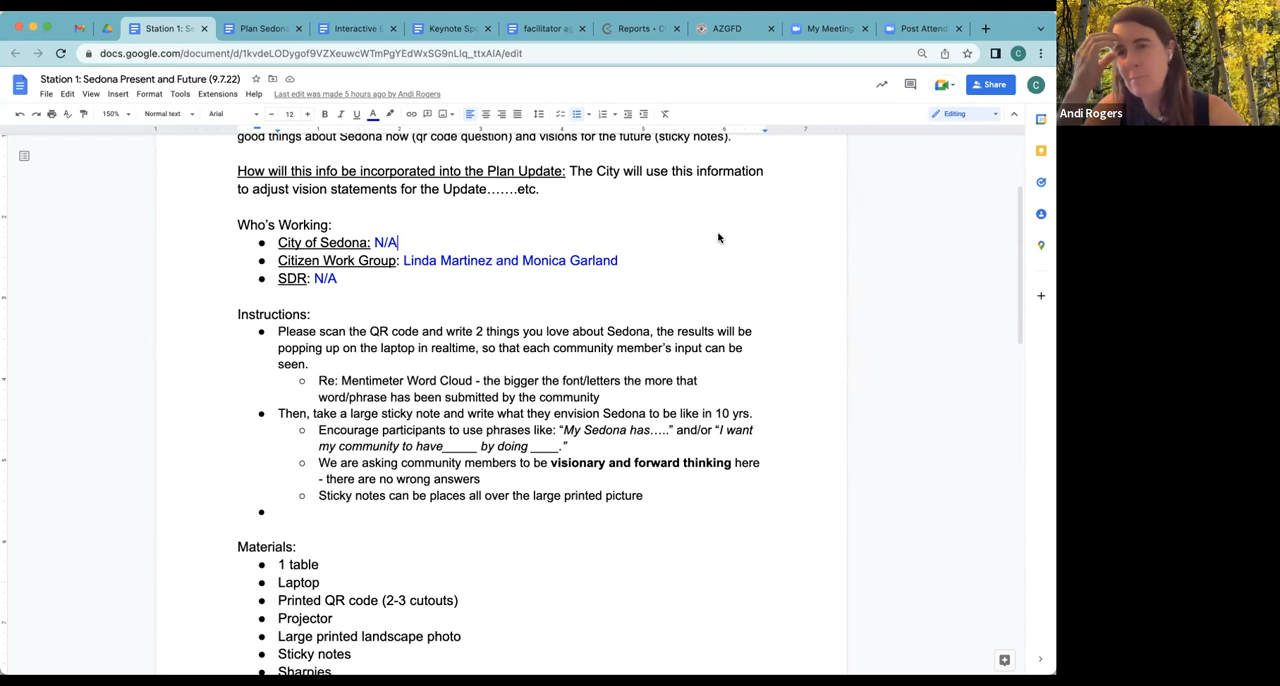 Station 1: Se
Plan Sedona
Interactive E
Keynote Spe
facilitator ag
Reports - Cl
AZGFD
My Meeting
Post Attend
docs.google.com/document/d/1kvdeLODygof9VZXeuwcWTmPgYEdWxSG9nLlq_ttxAIA/edit
Station 1: Sedona Present and Future (9.7.22)
File Edit View Insert Format Tools Extensions Help Last edit was made 5 hours ago by Andi Rogers
Share
C
150% Normal text Arial 12 Editing
good things about Sedona now (qr code question) and visions for the future (sticky notes).
How will this info be incorporated into the Plan Update: The City will use this information
to adjust vision statements for the Update…….etc.
Who's Working:
● City of Sedona: N/A
● Citizen Work Group: Linda Martinez and Monica Garland
● SDR: N/A
Instructions:
● Please scan the QR code and write 2 things you love about Sedona, the results will be
popping up on the laptop in realtime, so that each community member's input can be
seen.
○ Re: Mentimeter Word Cloud - the bigger the font/letters the more that
word/phrase has been submitted by the community
● Then, take a large sticky note and write what they envision Sedona to be like in 10 yrs.
○ Encourage participants to use phrases like: “My Sedona has…..” and/or “I want
my community to have_____ by doing ____.”
○ We are asking community members to be visionary and forward thinking here
- there are no wrong answers
○ Sticky notes can be places all over the large printed picture
●
Materials:
● 1 table
● Laptop
● Printed QR code (2-3 cutouts)
● Projector
● Large printed landscape photo
● Sticky notes
● Sharpies
Andi Rogers